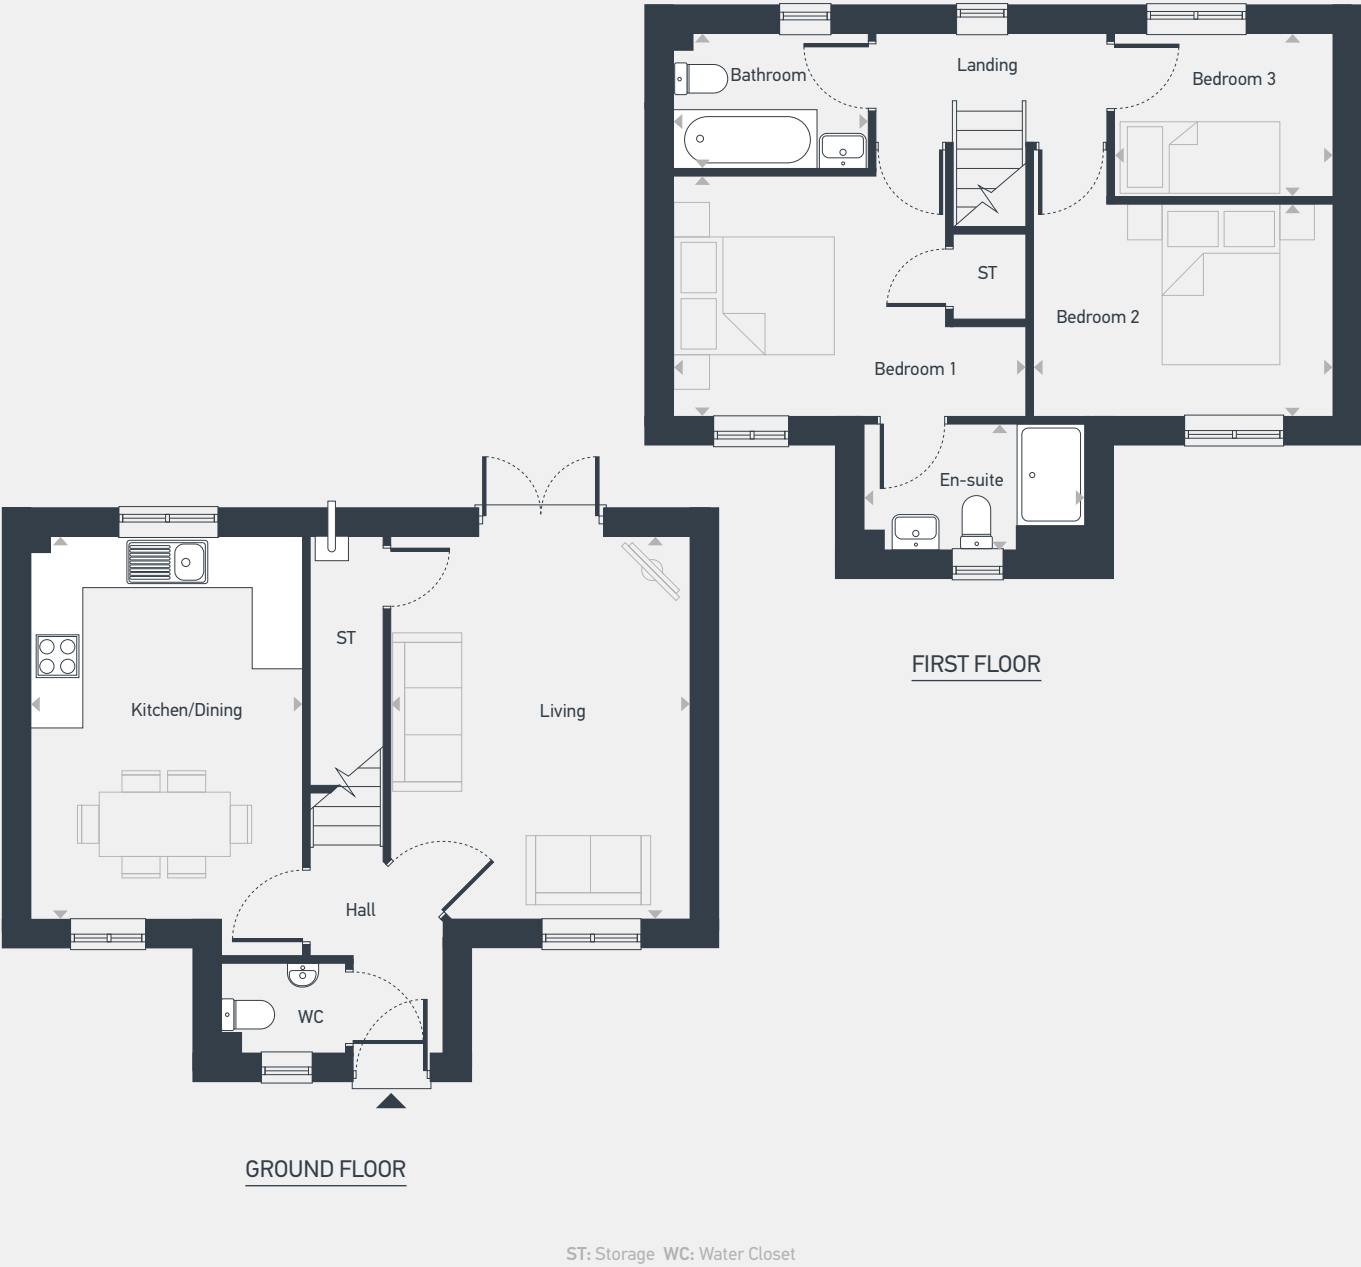 Bathroom
Landing
Bedroom 3
ST
Bedroom 2
Bedroom 1
En-suite
FIRST FLOOR
ST
Kitchen/Dining
Living
Hall
WC
GROUND FLOOR
ST: Storage WC: Water Closet